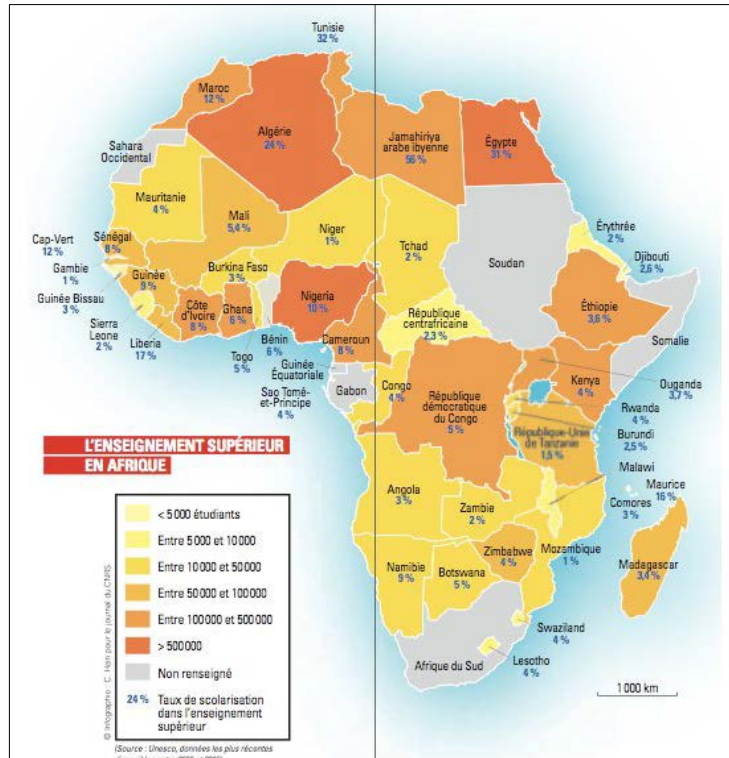 Tunisie
32 %
Maroc
12 %
Algérie
24 %
Jamahiriya
arabe ibyenne
56 %
Égypte
31 %
Sahara
Occidental
Mauritanie
4 %
Mali
5,4 %
Niger
1%
Tchad
2 %
Soudan
Érythrée
2 %
Djibouti
2,6 %
Cap-Vert
12 %
Sénégal
8 %
Gambie
1 %
Guinée
9 %
Guinée Bissau
3 %
Burkina Faso
3 %
Sierra
Leone
2 %
Liberia
17 %
Côte
d'Ivoire
8 %
Ghana
6 %
Togo
5 %
Bénin
6 %
Nigeria
10 %
Cameroun
8 %
République
centrafricaine
2,3 %
Éthiopie
3,6 %
Somalie
Guinée
Équatoriale
Sao Tomé-
et-Principe
4 %
Gabon
Congo
4 %
République
démocratique
du Congo
5 %
Kenya
4 %
Ouganda
3,7 %
Rwanda
4 %
Burundi
2,5 %
République-Unie
de Tanzanie
1,5 %
Malawi
Maurice
16 %
Comores
3 %
Angola
3 %
Zambie
2 %
Zimbabwe
4 %
Mozambique
1 %
Madagascar
3,4 %
Namibie
9 %
Botswana
5 %
Swaziland
4 %
Lesotho
4 %
Afrique du Sud
L'ENSEIGNEMENT SUPÉRIEUR
EN AFRIQUE
< 5 000 étudiants
Entre 5 000 et 10 000
Entre 10 000 et 50 000
Entre 50 000 et 100 000
Entre 100 000 et 500 000
> 500 000
Non renseigné
24 % Taux de scolarisation
dans l'enseignement
supérieur
1 000 km
© Infographie : C. Hein pour le journal du CNRS
(Source : Unesco, données les plus récentes